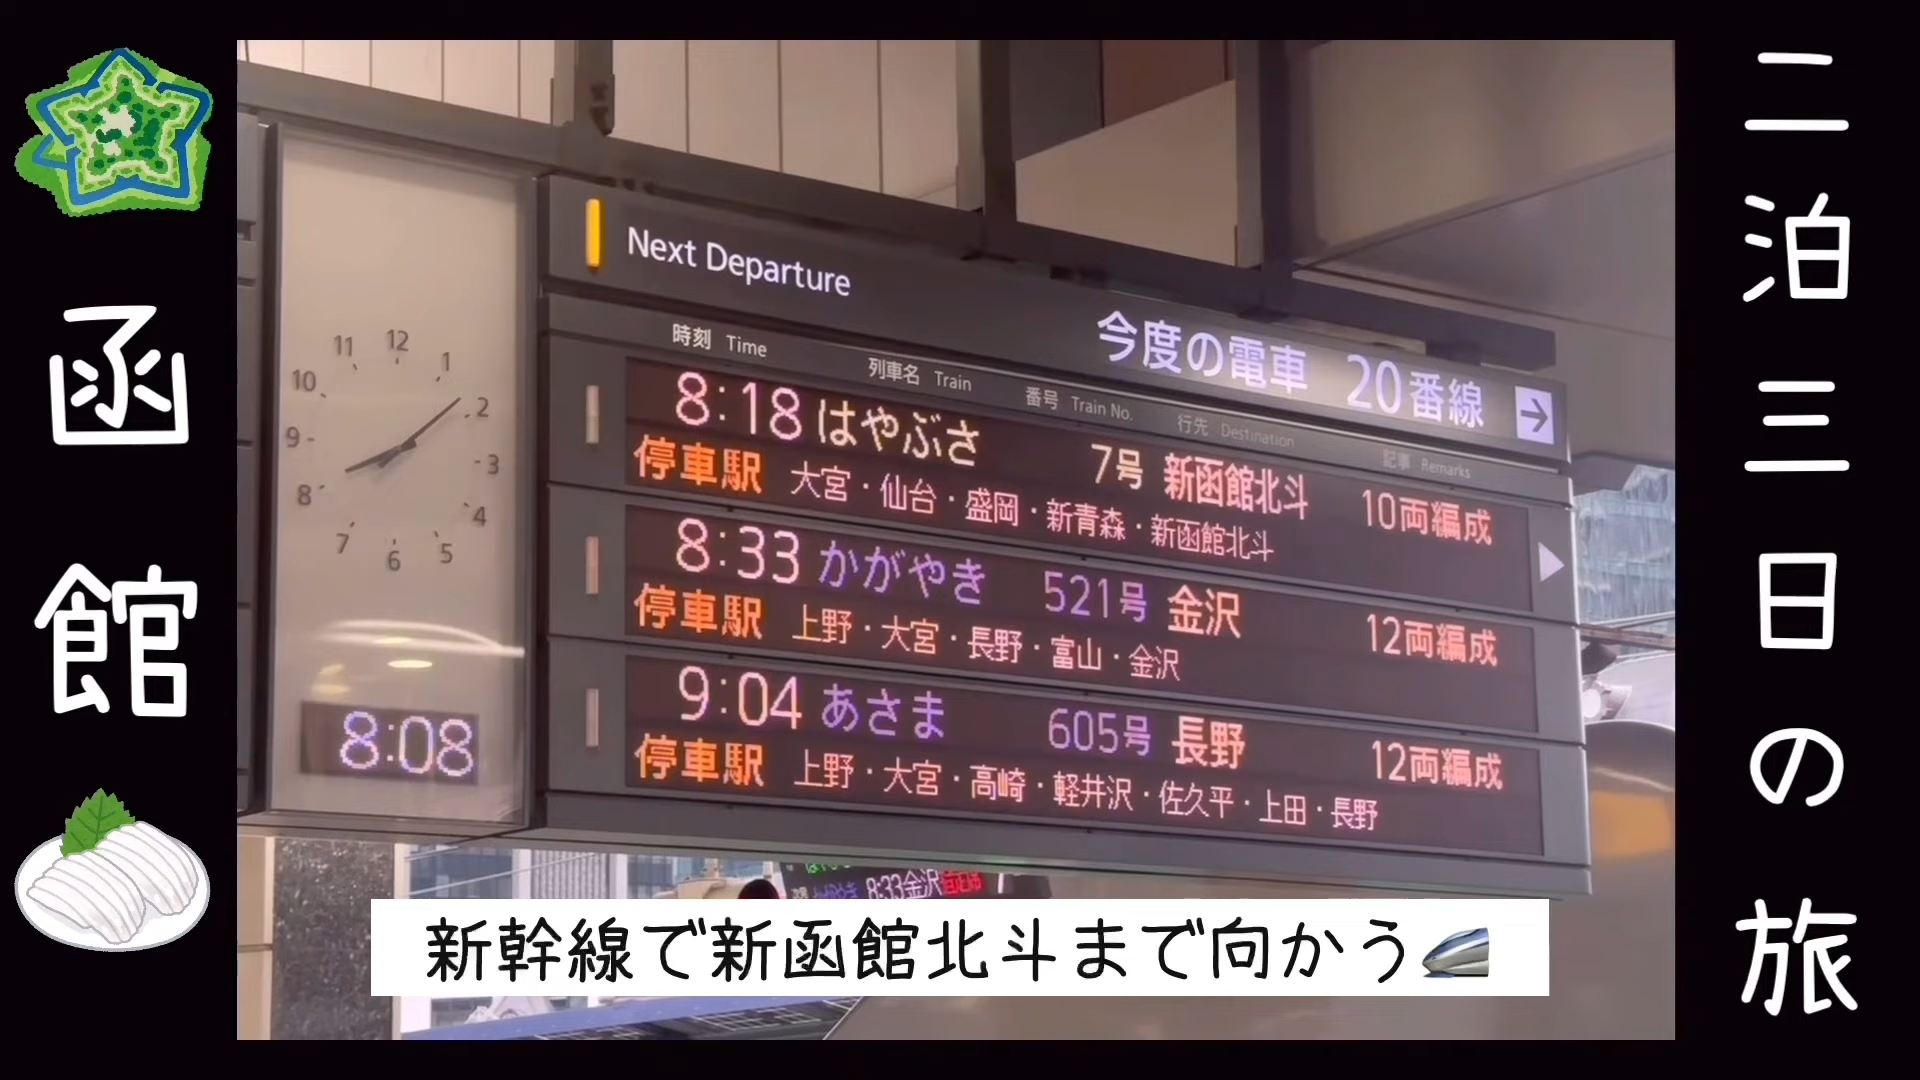 函館
二泊三日の旅
Next Departure
今度の電車 20番線 →
時刻 Time 列車名 Train 番号 Train No. 行先 Destination 記事 Remarks
8:18 はやぶさ 7号 新函館北斗 10両編成
停車駅 大宮・仙台・盛岡・新青森・新函館北斗
8:33 かがやき 521号 金沢 12両編成
停車駅 上野・大宮・長野・富山・金沢
9:04 あさま 605号 長野 12両編成
停車駅 上野・大宮・高崎・軽井沢・佐久平・上田・長野
12
1
2
3
4
5
6
7
8
9
10
11
8:08
8:33金沢
新幹線で新函館北斗まで向かう🚄